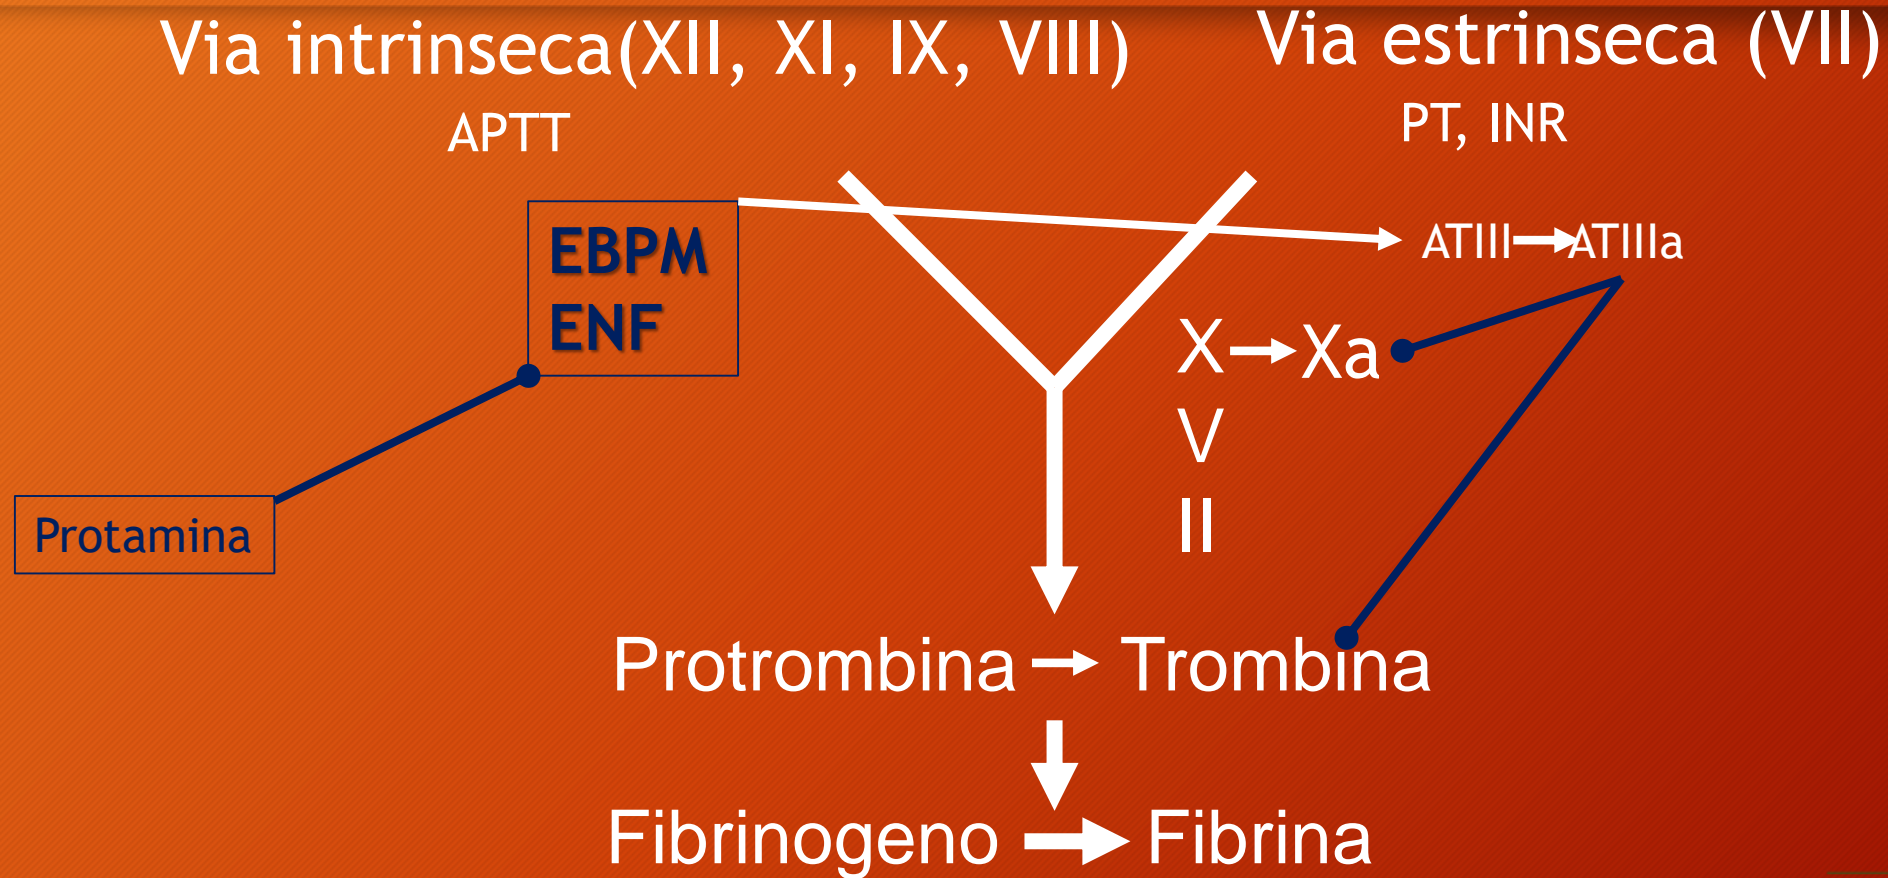 Via intrinseca(XII, XI, IX, VIII)
Via estrinseca (VII)
APTT
PT, INR
EBPM
ENF
ATIII
ATIIIa
X
Xa
V
II
Protamina
Protrombina
Trombina
Fibrinogeno
Fibrina